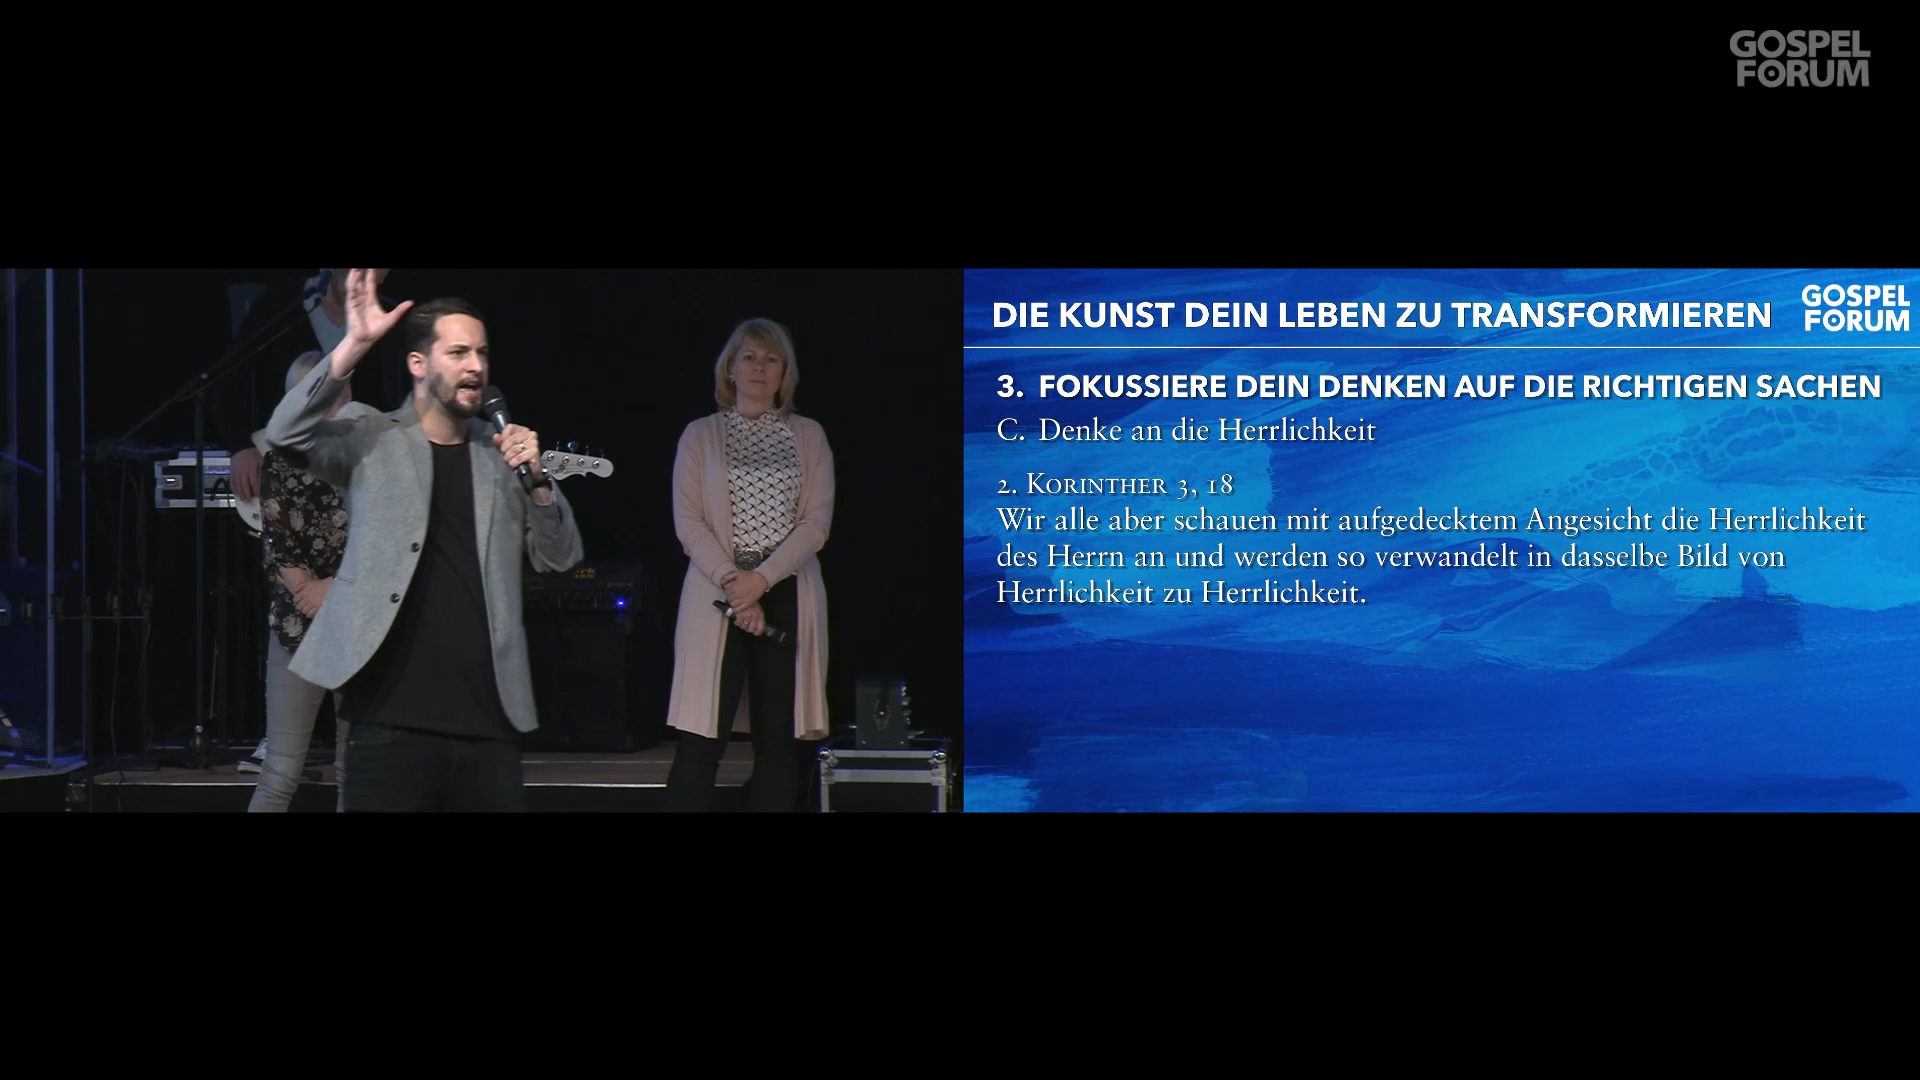 GOSPEL
FORUM
DIE KUNST DEIN LEBEN ZU TRANSFORMIEREN
GOSPEL
FORUM
3. FOKUSSIERE DEIN DENKEN AUF DIE RICHTIGEN SACHEN
C. Denke an die Herrlichkeit
2. KORINTHER 3, 18
Wir alle aber schauen mit aufgedecktem Angesicht die Herrlichkeit
des Herrn an und werden so verwandelt in dasselbe Bild von
Herrlichkeit zu Herrlichkeit.